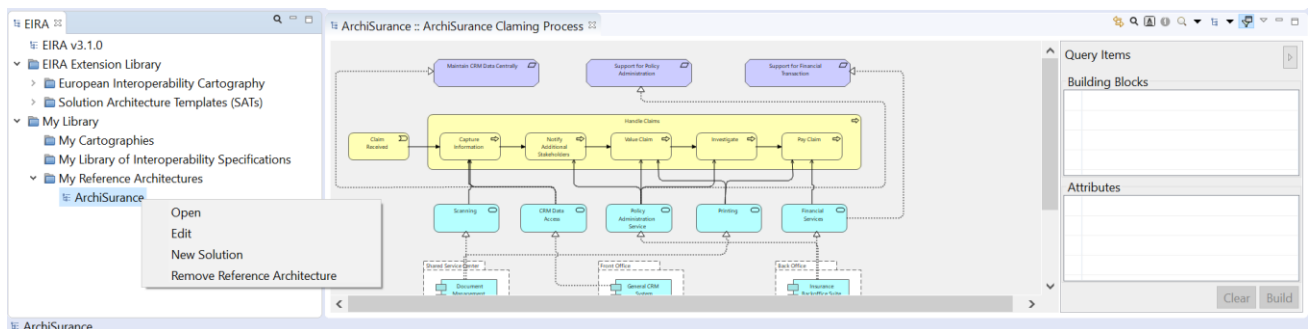 EIRA
EIRA v3.1.0
EIRA Extension Library
European Interoperability Cartography
Solution Architecture Templates (SATs)
My Library
My Cartographies
My Library of Interoperability Specifications
My Reference Architectures
ArchiSurance
Open
Edit
New Solution
Remove Reference Architecture
ArchiSurance
ArchiSurance :: ArchiSurance Claming Process
Maintain CRM Data Centrally
Support for Policy
Administration
Support for Financial
Transaction
Handle Claims
Claim
Received
Capture
Information
Notify
Additional
Stakeholders
Value Claim
Investigate
Pay Claim
Scanning
CRM Data
Access
Policy
Administration
Service
Printing
Financial
Services
Shared Service Center
Document
Management
Front Office
General CRM
System
Back Office
Insurance
Backoffice Suite
Query Items
Building Blocks
Attributes
Clear
Build